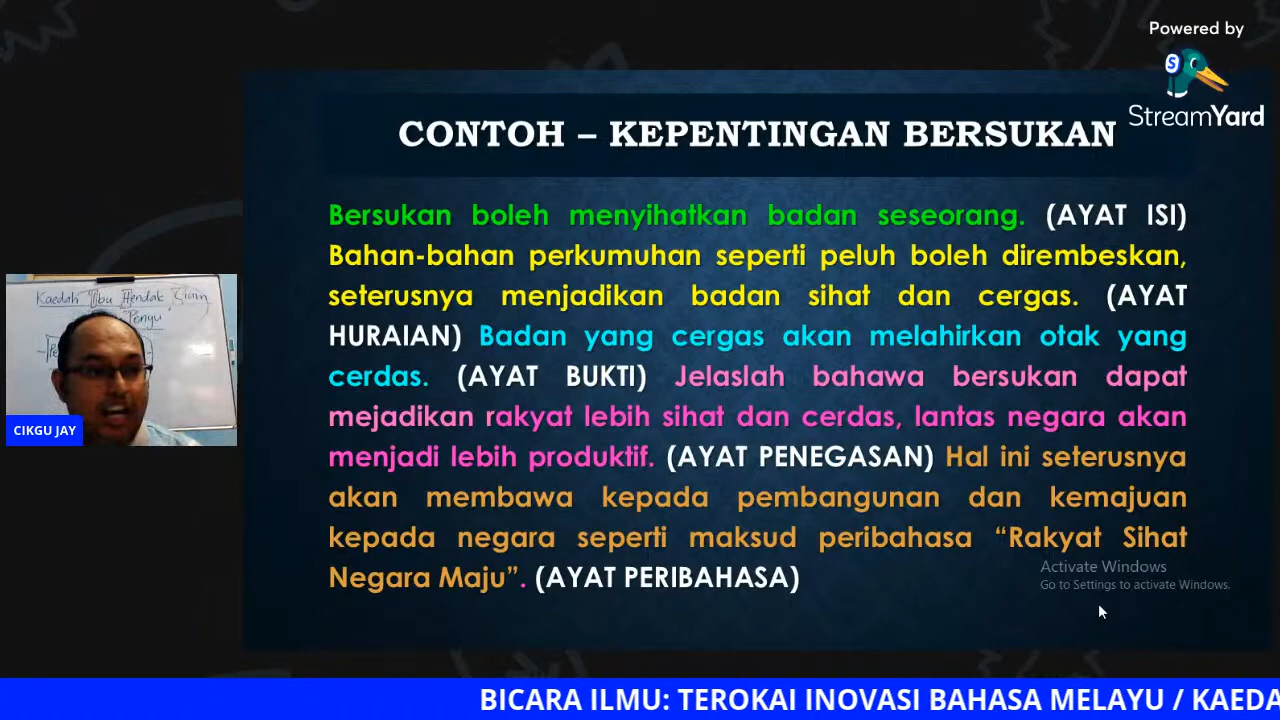 Powered by
StreamYard
CONTOH – KEPENTINGAN BERSUKAN
Bersukan boleh menyihatkan badan seseorang. (AYAT ISI)
Bahan-bahan perkumuhan seperti peluh boleh dirembeskan,
seterusnya menjadikan badan sihat dan cergas. (AYAT
HURAIAN) Badan yang cergas akan melahirkan otak yang
cerdas. (AYAT BUKTI) Jelaslah bahawa bersukan dapat
mejadikan rakyat lebih sihat dan cerdas, lantas negara akan
menjadi lebih produktif. (AYAT PENEGASAN) Hal ini seterusnya
akan membawa kepada pembangunan dan kemajuan
kepada negara seperti maksud peribahasa “Rakyat Sihat
Negara Maju”. (AYAT PERIBAHASA)
Activate Windows
Go to Settings to activate Windows.
Kaedah Ibu Hendak
Penyu
CIKGU JAY
BICARA ILMU: TEROKAI INOVASI BAHASA MELAYU / KAEDA